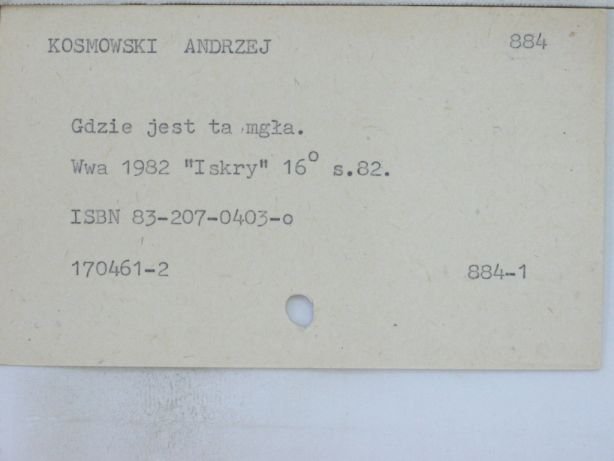 KOSMOWSKI ANDRZEJ 884
Gdzie jest ta mgła.
Wwa 1982 "Iskry" 16° s.82.
ISBN 83-207-0403-o
170461-2 884-1